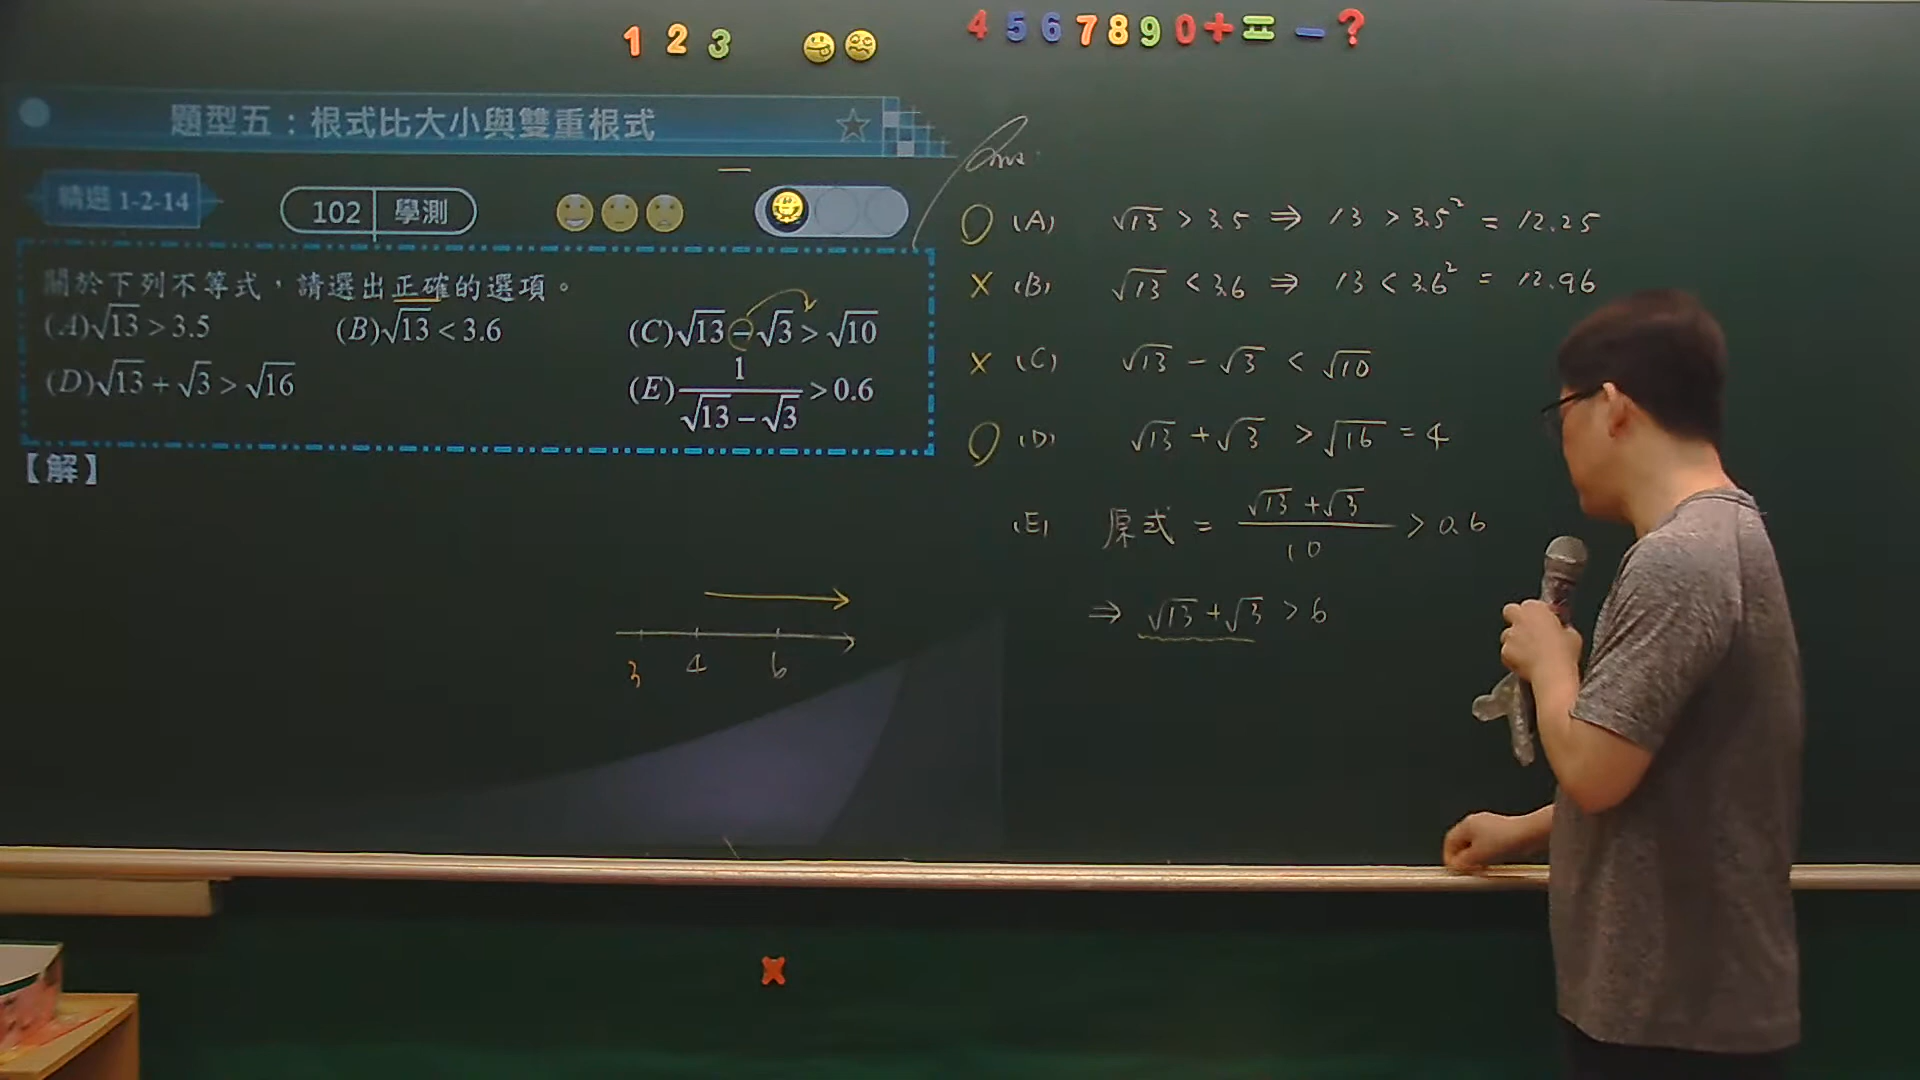 1 2 3
4 5 6 7 8 9 0 + = - ?
題型五：根式比大小與雙重根式
精選 1-2-14
102 學測
關於下列不等式，請選出正確的選項。
(A)√13 > 3.5 (B)√13 < 3.6 (C)√13 − √3 > √10
(D)√13 + √3 > √16 (E) 1/(√13 − √3) > 0.6
【解】
3 4 6
Ans:
○ (A) √13 > 3.5 ⇒ 13 > 3.5² = 12.25
× (B) √13 < 3.6 ⇒ 13 < 3.6² = 12.96
× (C) √13 − √3 < √10
○ (D) √13 + √3 > √16 = 4
(E) 原式 = (√13 + √3)/10 > 0.6
⇒ √13 + √3 > 6
×